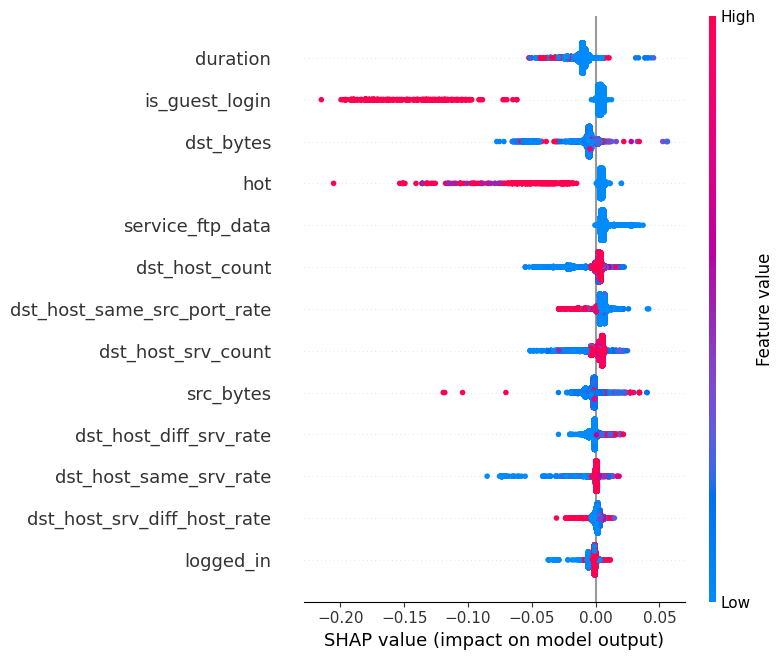 High
duration
is_guest_login
dst_bytes
hot
service_ftp_data
dst_host_count
dst_host_same_src_port_rate
dst_host_srv_count
src_bytes
dst_host_diff_srv_rate
dst_host_same_srv_rate
dst_host_srv_diff_host_rate
logged_in
Feature value
Low
−0.20 −0.15 −0.10 −0.05 0.00 0.05
SHAP value (impact on model output)